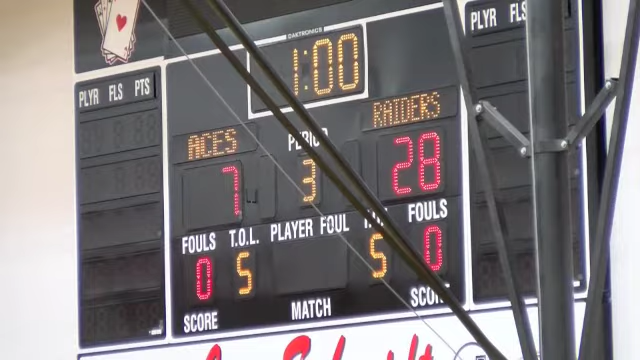 DAKTRONICS
1:00
PLYR FLS PTS
PLYR FLS
ACES
PERIOD
RAIDERS
7
3
28
FOULS T.O.L. PLAYER FOUL T.O.L. FOULS
0 5 5 0
SCORE MATCH SCORE